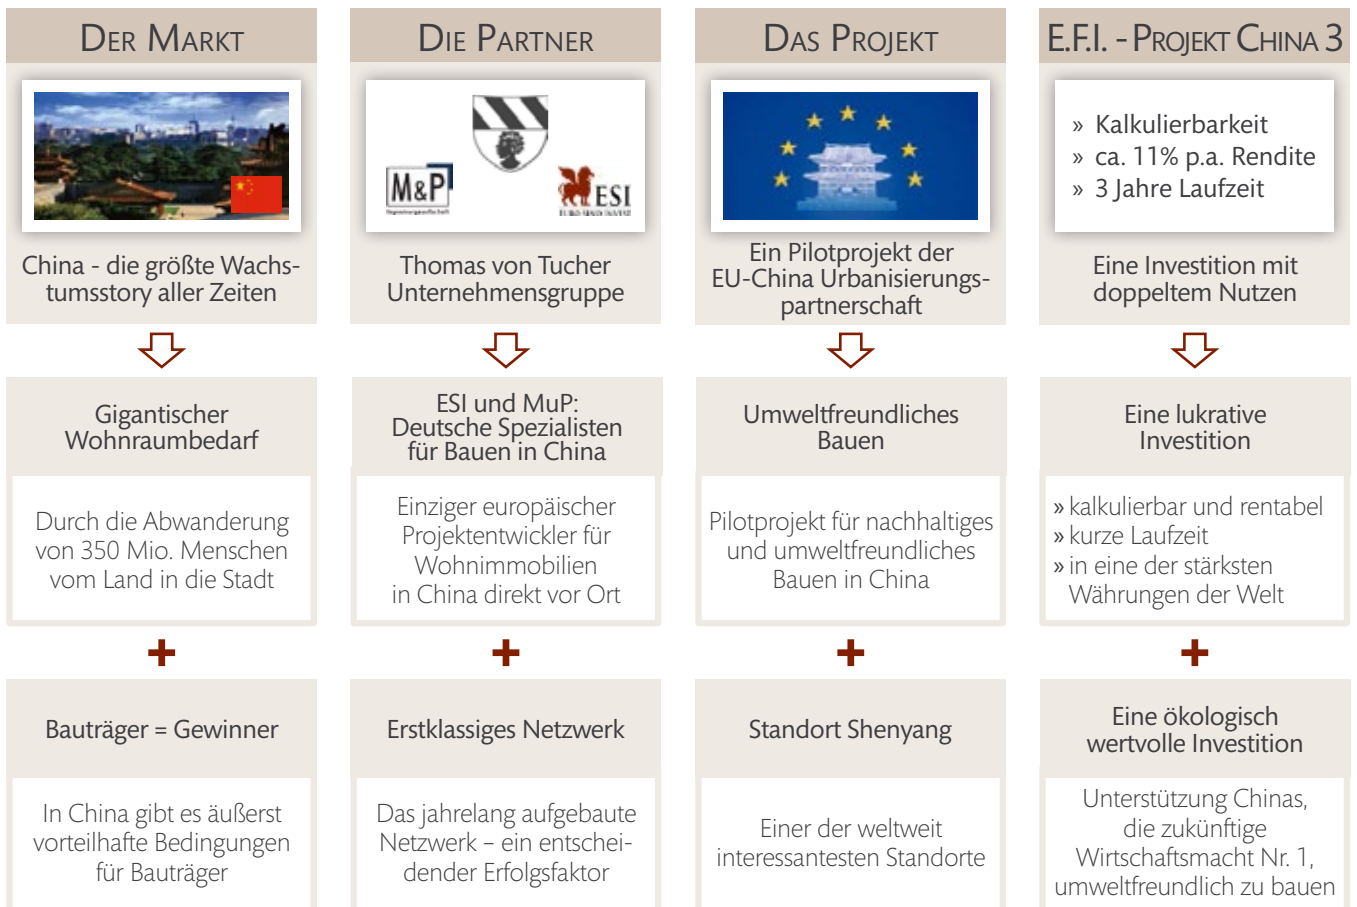 Der Markt
China - die größte Wachs-
tumsstory aller Zeiten
Gigantischer
Wohnraumbedarf
Durch die Abwanderung
von 350 Mio. Menschen
vom Land in die Stadt
Bauträger = Gewinner
In China gibt es äußerst
vorteilhafte Bedingungen
für Bauträger
Die Partner
M&P
Ingenieurgesellschaft
ESI
EURO SINO INVEST
Thomas von Tucher
Unternehmensgruppe
ESI und MuP:
Deutsche Spezialisten
für Bauen in China
Einziger europäischer
Projektentwickler für
Wohnimmobilien
in China direkt vor Ort
Erstklassiges Netzwerk
Das jahrelang aufgebaute
Netzwerk – ein entschei-
dender Erfolgsfaktor
Das Projekt
Ein Pilotprojekt der
EU-China Urbanisierungs-
partnerschaft
Umweltfreundliches
Bauen
Pilotprojekt für nachhaltiges
und umweltfreundliches
Bauen in China
Standort Shenyang
Einer der weltweit
interessantesten Standorte
E.F.I. - Projekt China 3
» Kalkulierbarkeit
» ca. 11% p.a. Rendite
» 3 Jahre Laufzeit
Eine Investition mit
doppeltem Nutzen
Eine lukrative
Investition
» kalkulierbar und rentabel
» kurze Laufzeit
» in eine der stärksten
Währungen der Welt
Eine ökologisch
wertvolle Investition
Unterstützung Chinas,
die zukünftige
Wirtschaftsmacht Nr. 1,
umweltfreundlich zu bauen